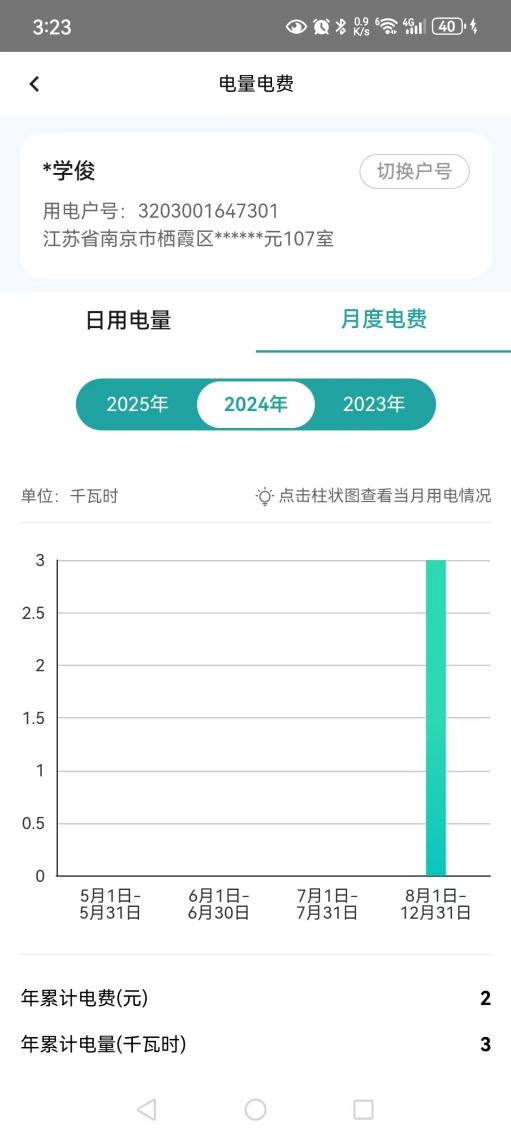 3:23
0.9
K/s
6
4G
40
电量电费
*学俊
切换户号
用电户号：3203001647301
江苏省南京市栖霞区******元107室
日用电量
月度电费
2025年
2024年
2023年
单位：千瓦时
点击柱状图查看当月用电情况
3
2.5
2
1.5
1
0.5
0
5月1日-
5月31日
6月1日-
6月30日
7月1日-
7月31日
8月1日-
12月31日
年累计电费(元)
2
年累计电量(千瓦时)
3